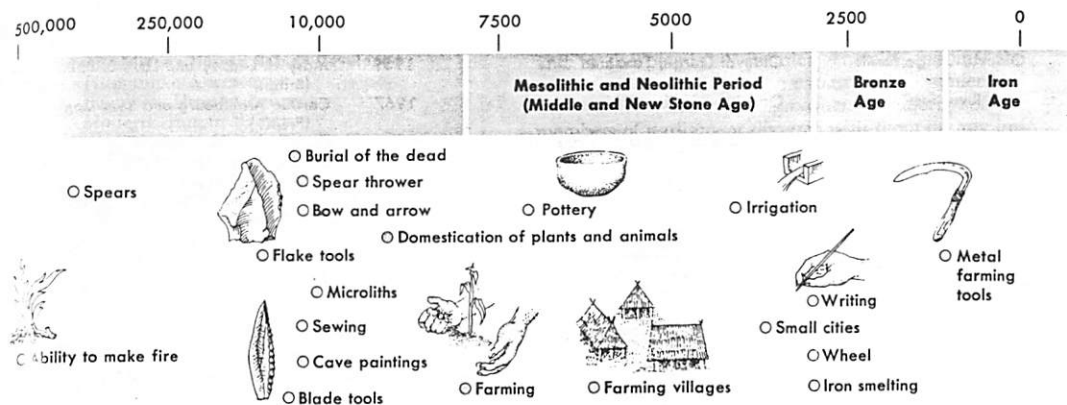 500,000 250,000 10,000 7500 5000 2500 0
Mesolithic and Neolithic Period
(Middle and New Stone Age)
Bronze
Age
Iron
Age
Burial of the dead
Spears
Spear thrower
Bow and arrow
Pottery
Irrigation
Domestication of plants and animals
Flake tools
Metal
farming
tools
Microliths
Writing
Sewing
Small cities
Ability to make fire
Cave paintings
Wheel
Blade tools
Farming
Farming villages
Iron smelting